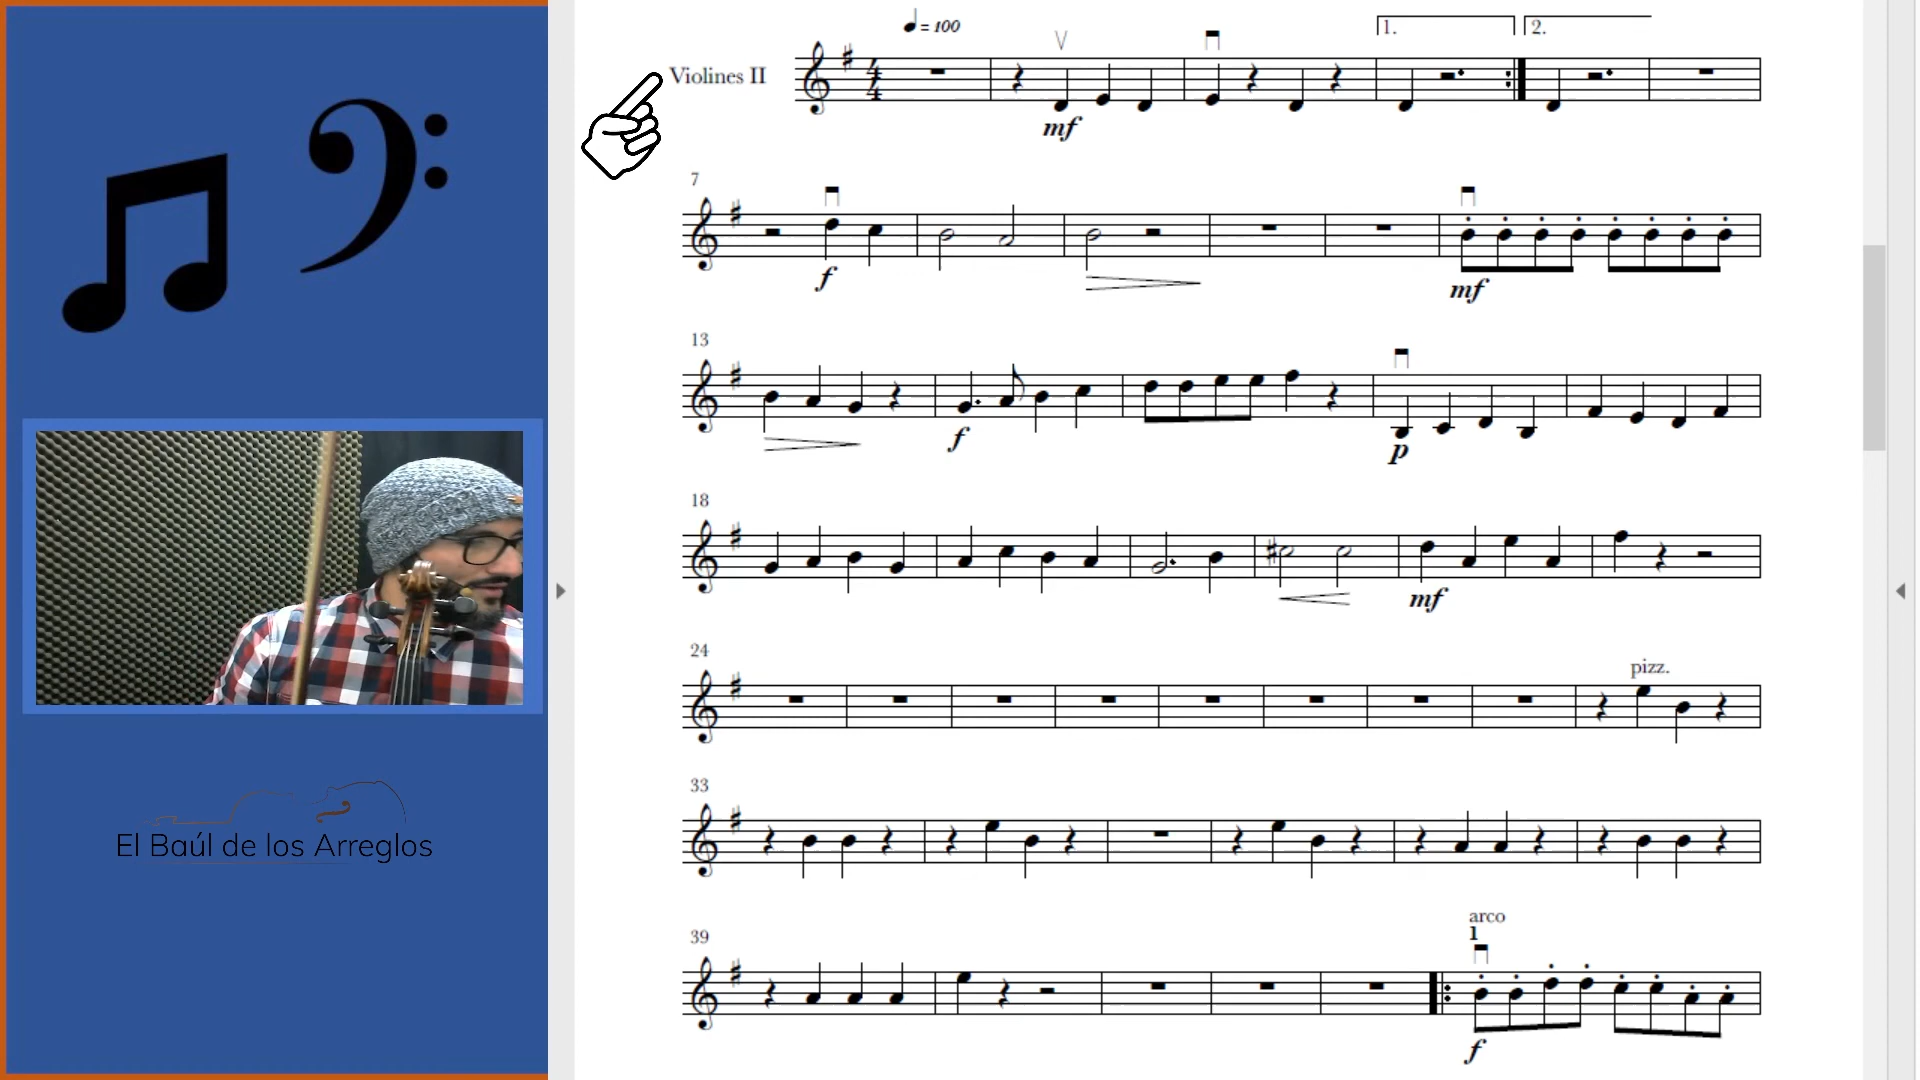 = 100
1.
2.
Violines II
mf
7
f
mf
13
f
p
18
mf
24
pizz.
33
39
arco
1
f
El Baúl de los Arreglos